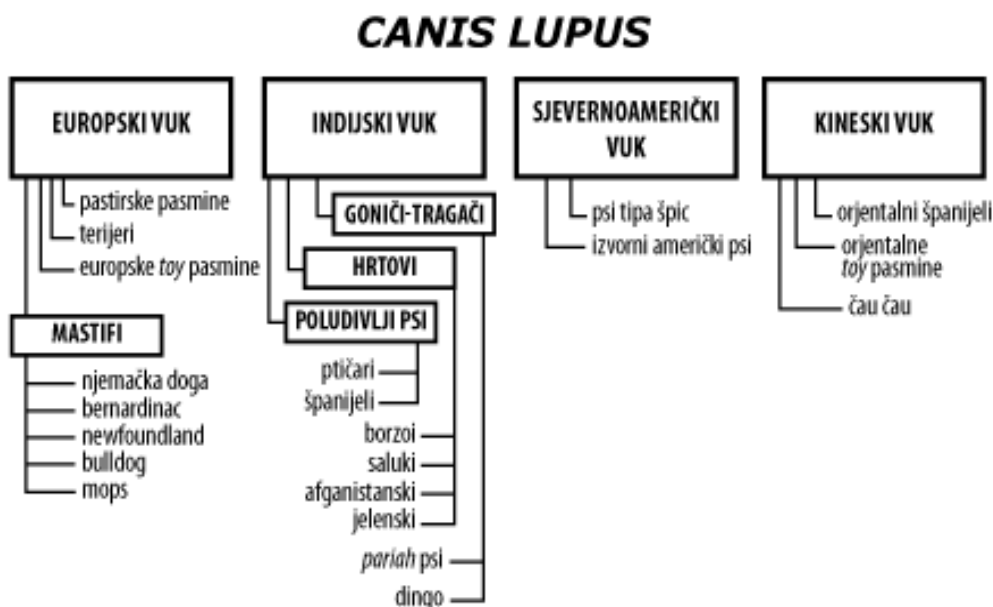 CANIS LUPUS
EUROPSKI VUK
pastirske pasmine
terijeri
europske toy pasmine
MASTIFI
njemačka doga
bernardinac
newfoundland
bulldog
mops
INDIJSKI VUK
GONIČI-TRAGAČI
HRTOVI
POLUDIVLJI PSI
ptičari
španijeli
borzoi
saluki
afganistanski
jelenski
pariah psi
dingo
SJEVERNOAMERIČKI
VUK
psi tipa špic
izvorni američki psi
KINESKI VUK
orjentalni španijeli
orjentalne
toy pasmine
čau čau